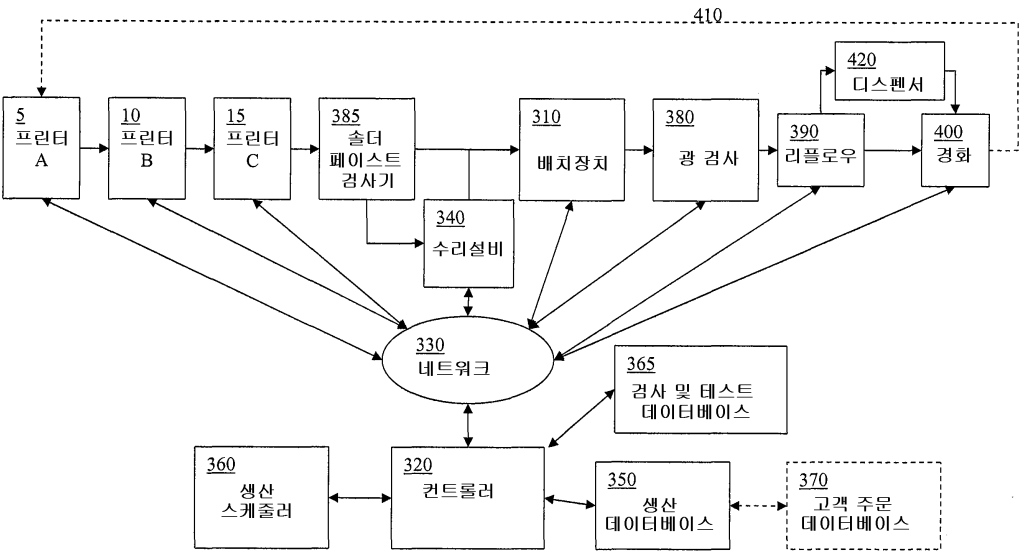 410
5
프린터
A
10
프린터
B
15
프린터
C
385
솔더
페이스트
검사기
310
배치장치
380
광 검사
390
리플로우
420
디스펜서
400
경화
340
수리설비
330
네트워크
365
검사 및 테스트
데이터베이스
360
생산
스케줄러
320
컨트롤러
350
생산
데이터베이스
370
고객 주문
데이터베이스